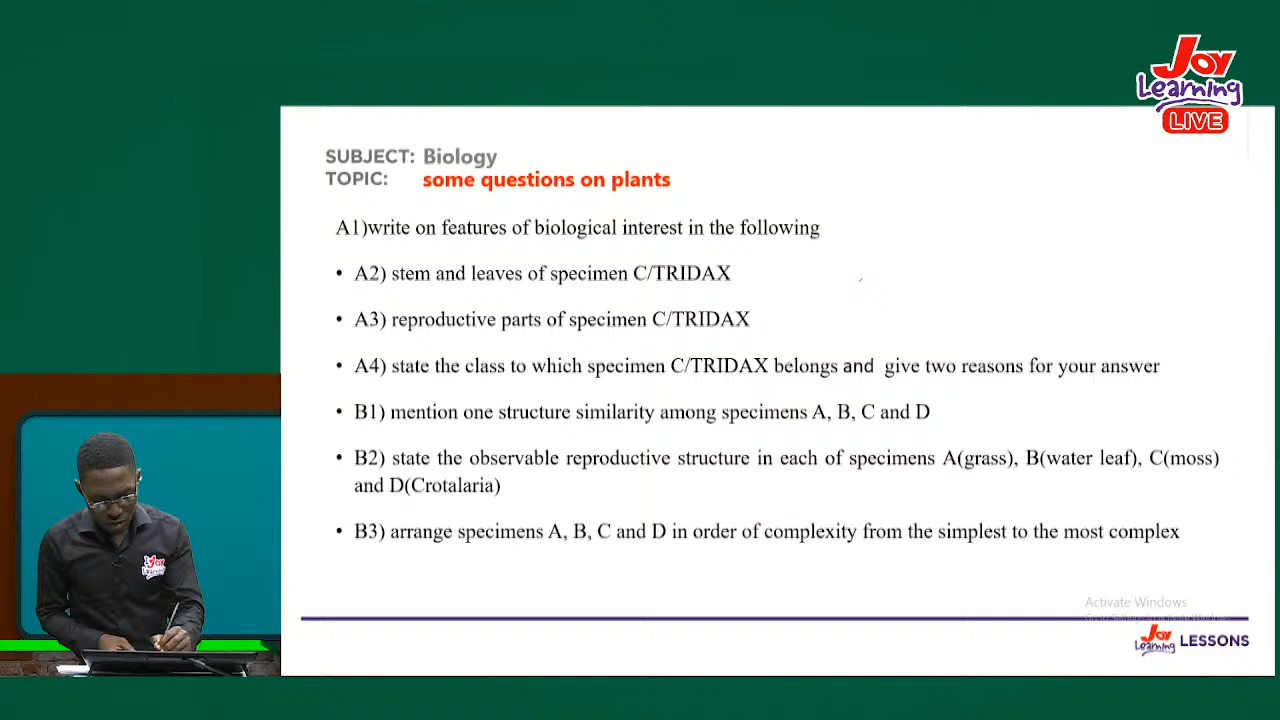 Joy
Learning
LIVE
SUBJECT: Biology
TOPIC: some questions on plants
A1)write on features of biological interest in the following
• A2) stem and leaves of specimen C/TRIDAX
• A3) reproductive parts of specimen C/TRIDAX
• A4) state the class to which specimen C/TRIDAX belongs and give two reasons for your answer
• B1) mention one structure similarity among specimens A, B, C and D
• B2) state the observable reproductive structure in each of specimens A(grass), B(water leaf), C(moss)
and D(Crotalaria)
• B3) arrange specimens A, B, C and D in order of complexity from the simplest to the most complex
Activate Windows
Joy
Learning LESSONS
Joy
Learning